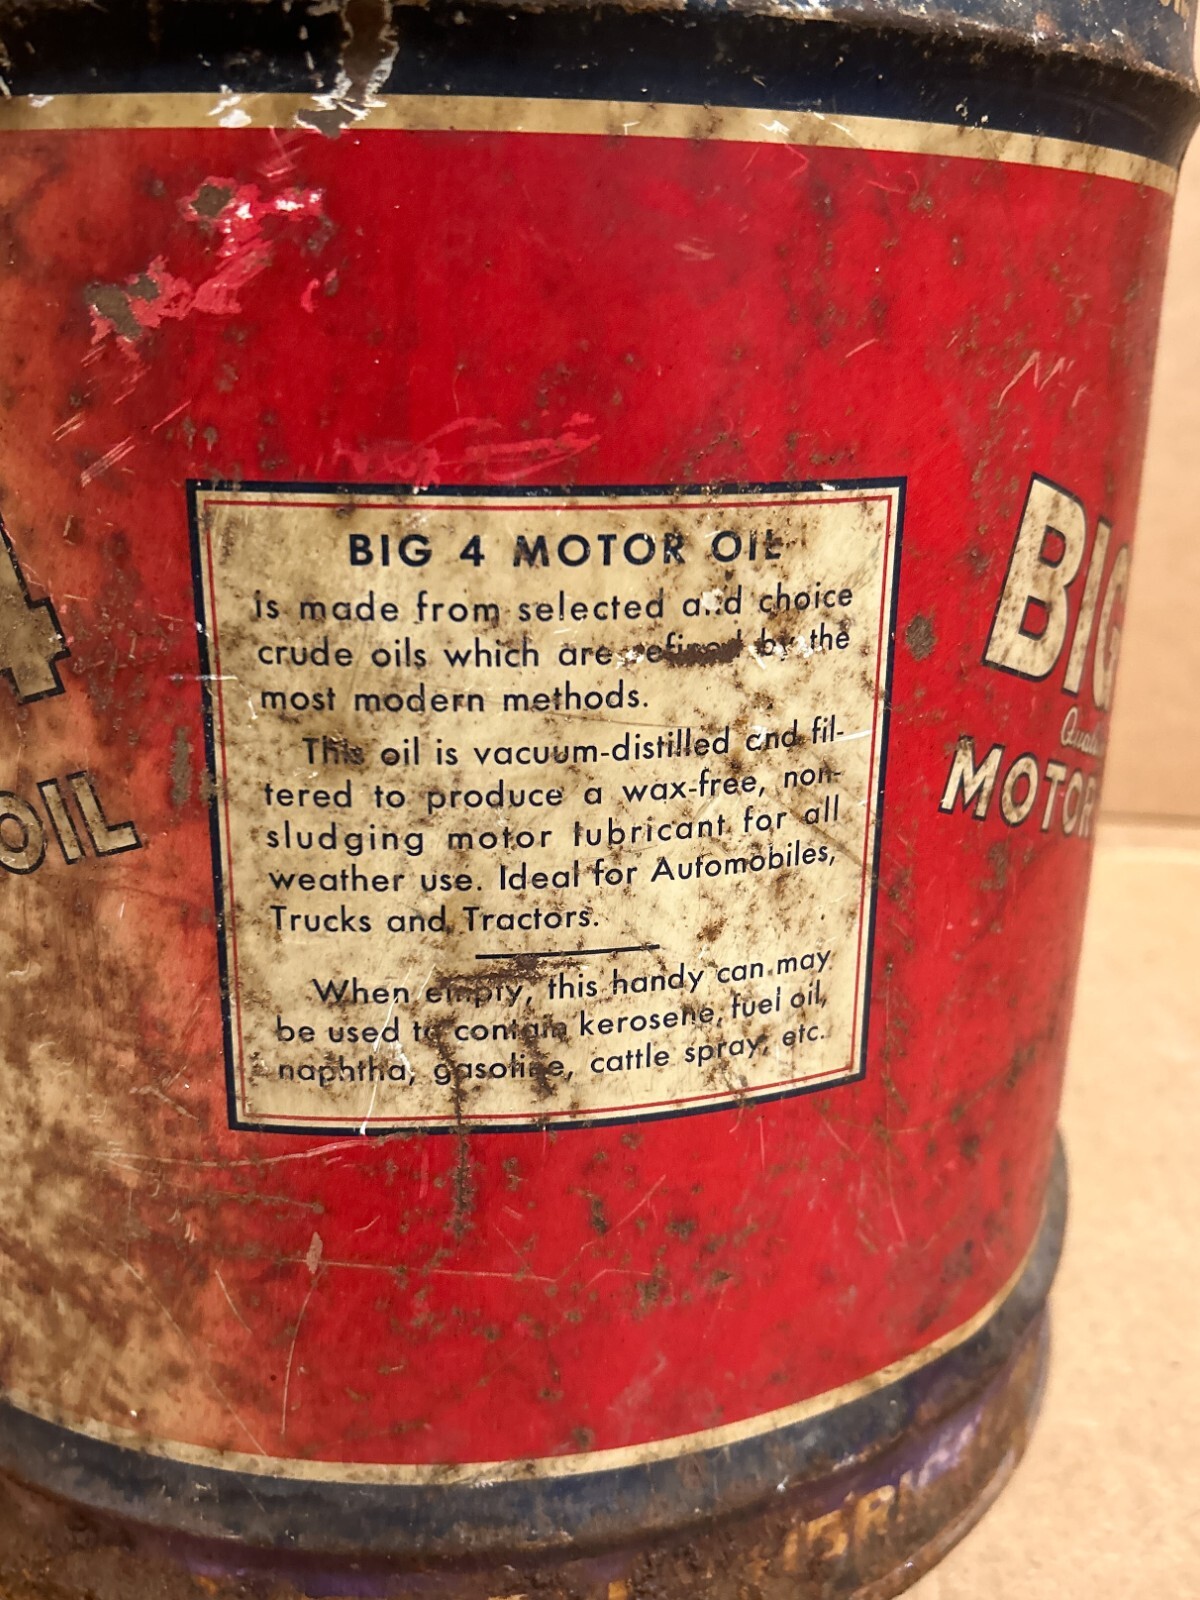 BIG 4 MOTOR OIL
is made from selected and choice
crude oils which are refined by the
most modern methods.
This oil is vacuum-distilled and fil-
tered to produce a wax-free, non-
sludging motor lubricant for all
weather use. Ideal for Automobiles,
Trucks and Tractors.
When empty, this handy can may
be used to contain kerosene, fuel oil,
naphtha, gasoline, cattle spray, etc.
4
OIL
BIG
MOTOR